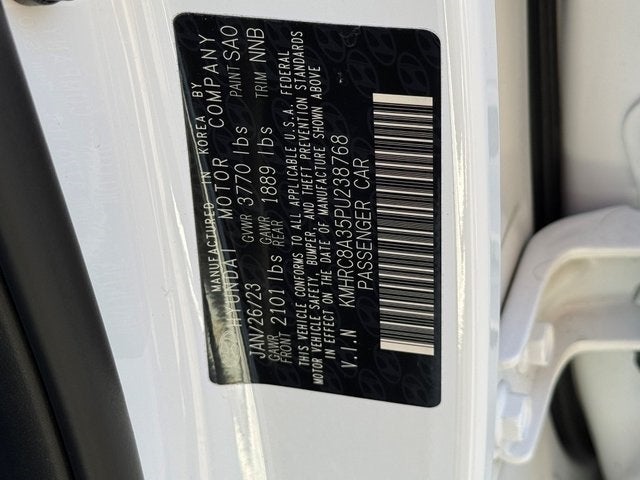 MANUFACTURED IN KOREA BY
HYUNDAI MOTOR COMPANY
JAN/26/23 GVWR 3770 lbs PAINT SAO
GAWR FRONT 2101 lbs GAWR REAR 1889 lbs TRIM NNB
THIS VEHICLE CONFORMS TO ALL APPLICABLE U.S.A. FEDERAL
MOTOR VEHICLE SAFETY, BUMPER, AND THEFT PREVENTION STANDARDS
IN EFFECT ON THE DATE OF MANUFACTURE SHOWN ABOVE
V.I.N KMHRC8A35PU238768
PASSENGER CAR